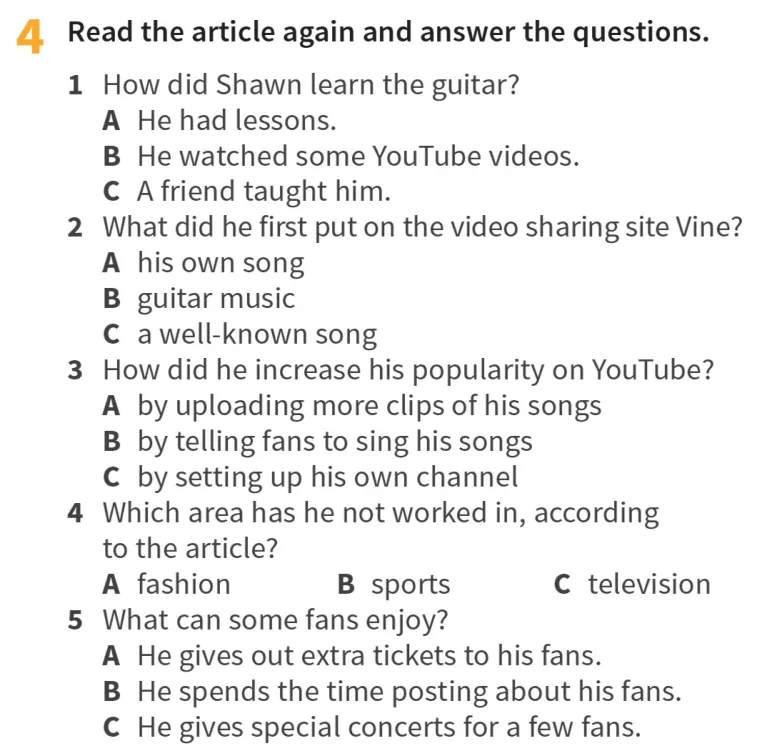 4 Read the article again and answer the questions.
1 How did Shawn learn the guitar?
A He had lessons.
B He watched some YouTube videos.
C A friend taught him.
2 What did he first put on the video sharing site Vine?
A his own song
B guitar music
C a well-known song
3 How did he increase his popularity on YouTube?
A by uploading more clips of his songs
B by telling fans to sing his songs
C by setting up his own channel
4 Which area has he not worked in, according
to the article?
A fashion B sports C television
5 What can some fans enjoy?
A He gives out extra tickets to his fans.
B He spends the time posting about his fans.
C He gives special concerts for a few fans.